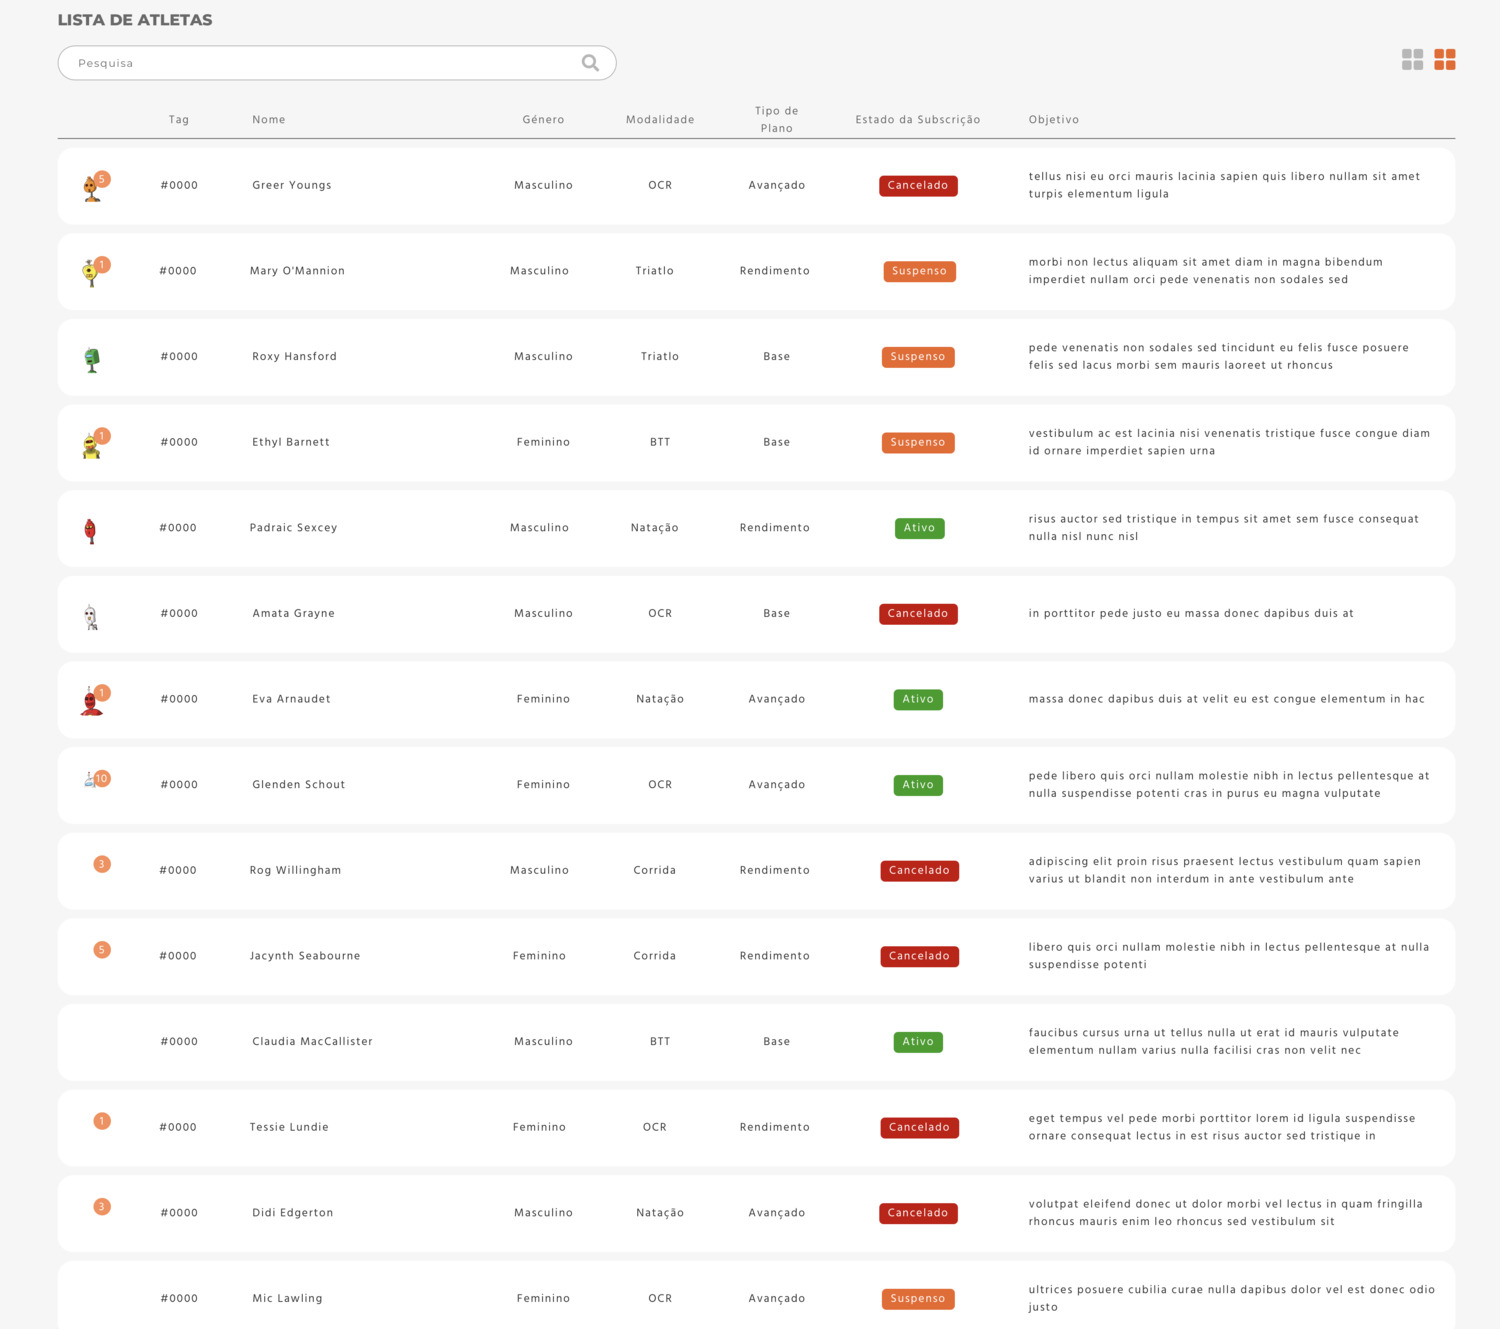 LISTA DE ATLETAS
Pesquisa
Tag Nome Género Modalidade Tipo de Plano Estado da Subscrição Objetivo
5 #0000 Greer Youngs Masculino OCR Avançado Cancelado tellus nisi eu orci mauris lacinia sapien quis libero nullam sit amet
turpis elementum ligula
1 #0000 Mary O'Mannion Masculino Triatlo Rendimento Suspenso morbi non lectus aliquam sit amet diam in magna bibendum
imperdiet nullam orci pede venenatis non sodales sed
#0000 Roxy Hansford Masculino Triatlo Base Suspenso pede venenatis non sodales sed tincidunt eu felis fusce posuere
felis sed lacus morbi sem mauris laoreet ut rhoncus
1 #0000 Ethyl Barnett Feminino BTT Base Suspenso vestibulum ac est lacinia nisi venenatis tristique fusce congue diam
id ornare imperdiet sapien urna
#0000 Padraic Sexcey Masculino Natação Rendimento Ativo risus auctor sed tristique in tempus sit amet sem fusce consequat
nulla nisl nunc nisl
#0000 Amata Grayne Masculino OCR Base Cancelado in porttitor pede justo eu massa donec dapibus duis at
1 #0000 Eva Arnaudet Feminino Natação Avançado Ativo massa donec dapibus duis at velit eu est congue elementum in hac
10 #0000 Glenden Schout Feminino OCR Avançado Ativo pede libero quis orci nullam molestie nibh in lectus pellentesque at
nulla suspendisse potenti cras in purus eu magna vulputate
3 #0000 Rog Willingham Masculino Corrida Rendimento Cancelado adipiscing elit proin risus praesent lectus vestibulum quam sapien
varius ut blandit non interdum in ante vestibulum ante
5 #0000 Jacynth Seabourne Feminino Corrida Rendimento Cancelado libero quis orci nullam molestie nibh in lectus pellentesque at nulla
suspendisse potenti
#0000 Claudia MacCallister Masculino BTT Base Ativo faucibus cursus urna ut tellus nulla ut erat id mauris vulputate
elementum nullam varius nulla facilisi cras non velit nec
1 #0000 Tessie Lundie Feminino OCR Rendimento Cancelado eget tempus vel pede morbi porttitor lorem id ligula suspendisse
ornare consequat lectus in est risus auctor sed tristique in
3 #0000 Didi Edgerton Masculino Natação Avançado Cancelado volutpat eleifend donec ut dolor morbi vel lectus in quam fringilla
rhoncus mauris enim leo rhoncus sed vestibulum sit
#0000 Mic Lawling Feminino OCR Avançado Suspenso ultrices posuere cubilia curae nulla dapibus dolor vel est donec odio
justo